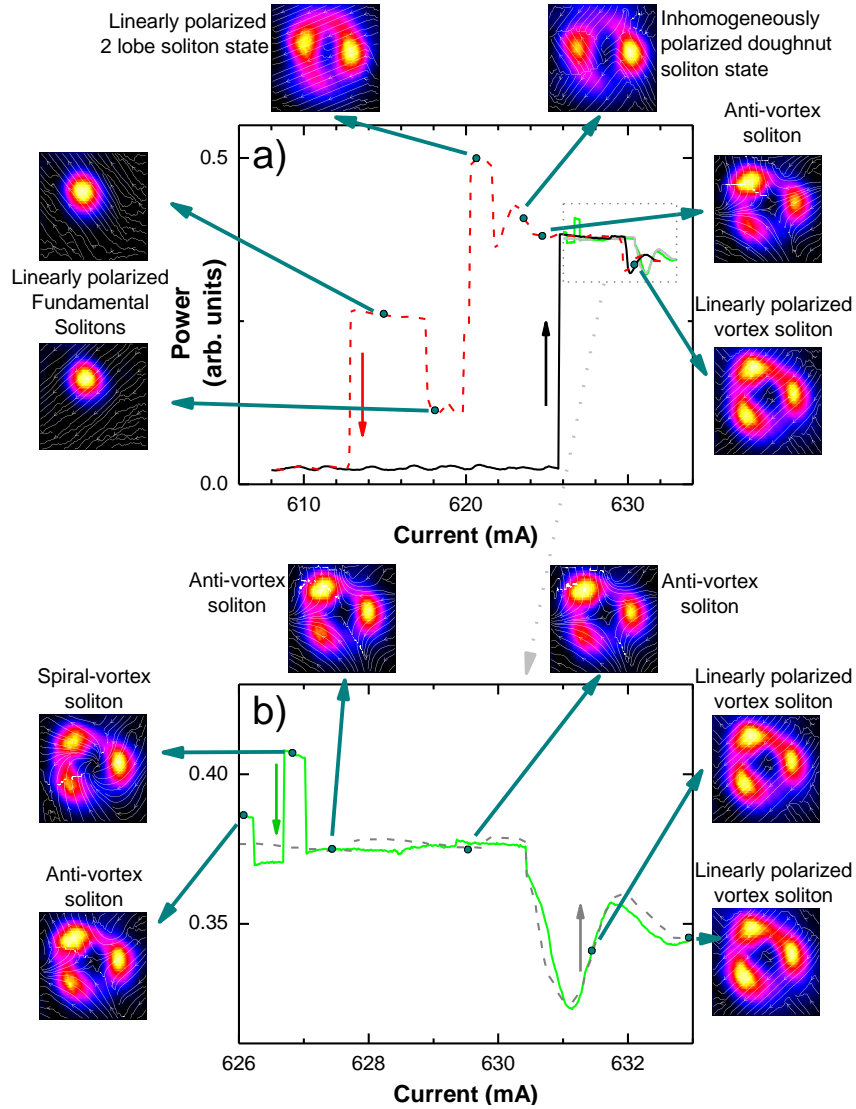 Linearly polarized
2 lobe soliton state
Inhomogeneously
polarized doughnut
soliton state
Anti-vortex
soliton
a)
0.5
Linearly polarized
Fundamental
Solitons
Power
(arb. units)
Linearly polarized
vortex soliton
0.0
610
620
630
Current (mA)
Anti-vortex
soliton
Anti-vortex
soliton
Spiral-vortex
soliton
Linearly polarized
vortex soliton
b)
0.40
Anti-vortex
soliton
Linearly polarized
vortex soliton
0.35
626
628
630
632
Current (mA)